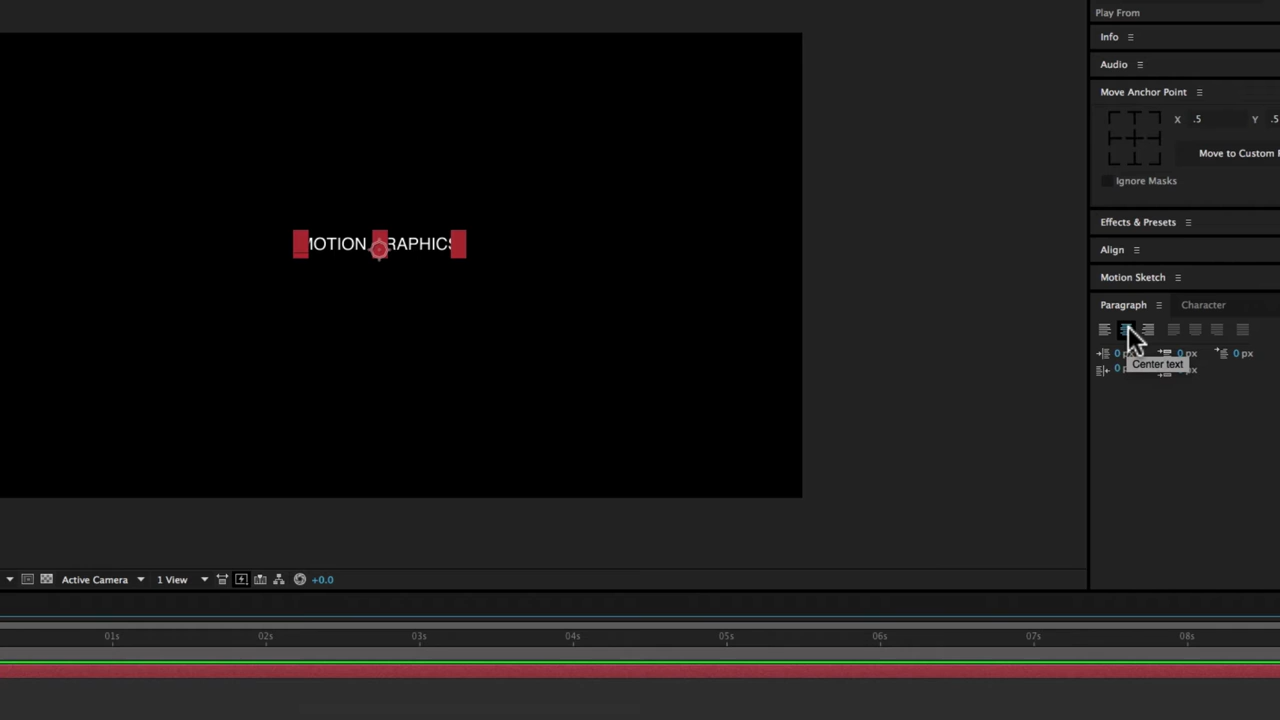 Play From
Info
Audio
Move Anchor Point
X .5 Y .5
Move to Custom
Ignore Masks
Effects & Presets
MOTION GRAPHICS
Align
Motion Sketch
Paragraph Character
0 px 0 px 0 px
Center text
0 px
Active Camera 1 View +0.0
01s 02s 03s 04s 05s 06s 07s 08s